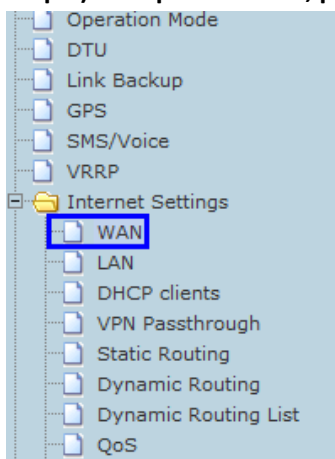 Operation Mode
DTU
Link Backup
GPS
SMS/Voice
VRRP
Internet Settings
WAN
LAN
DHCP clients
VPN Passthrough
Static Routing
Dynamic Routing
Dynamic Routing List
QoS